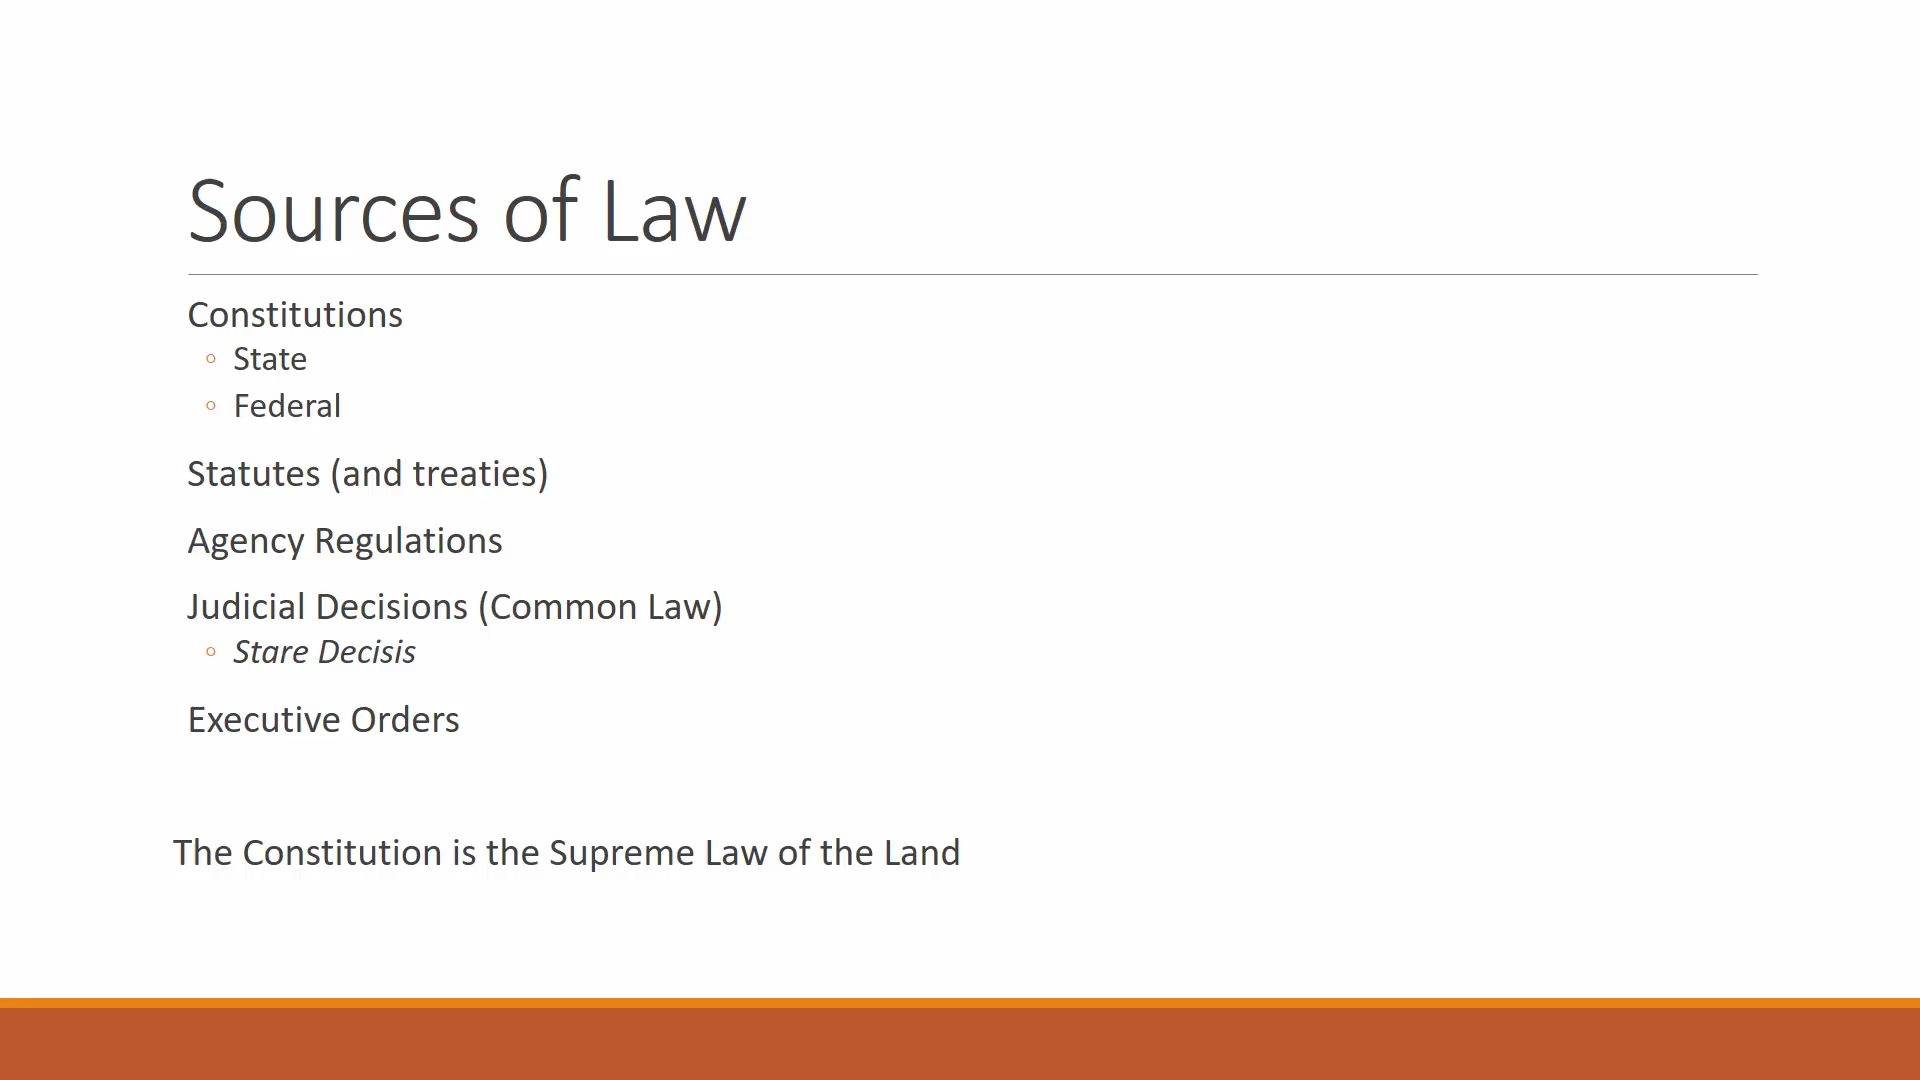 Sources of Law
Constitutions
◦ State
◦ Federal
Statutes (and treaties)
Agency Regulations
Judicial Decisions (Common Law)
◦ Stare Decisis
Executive Orders
The Constitution is the Supreme Law of the Land